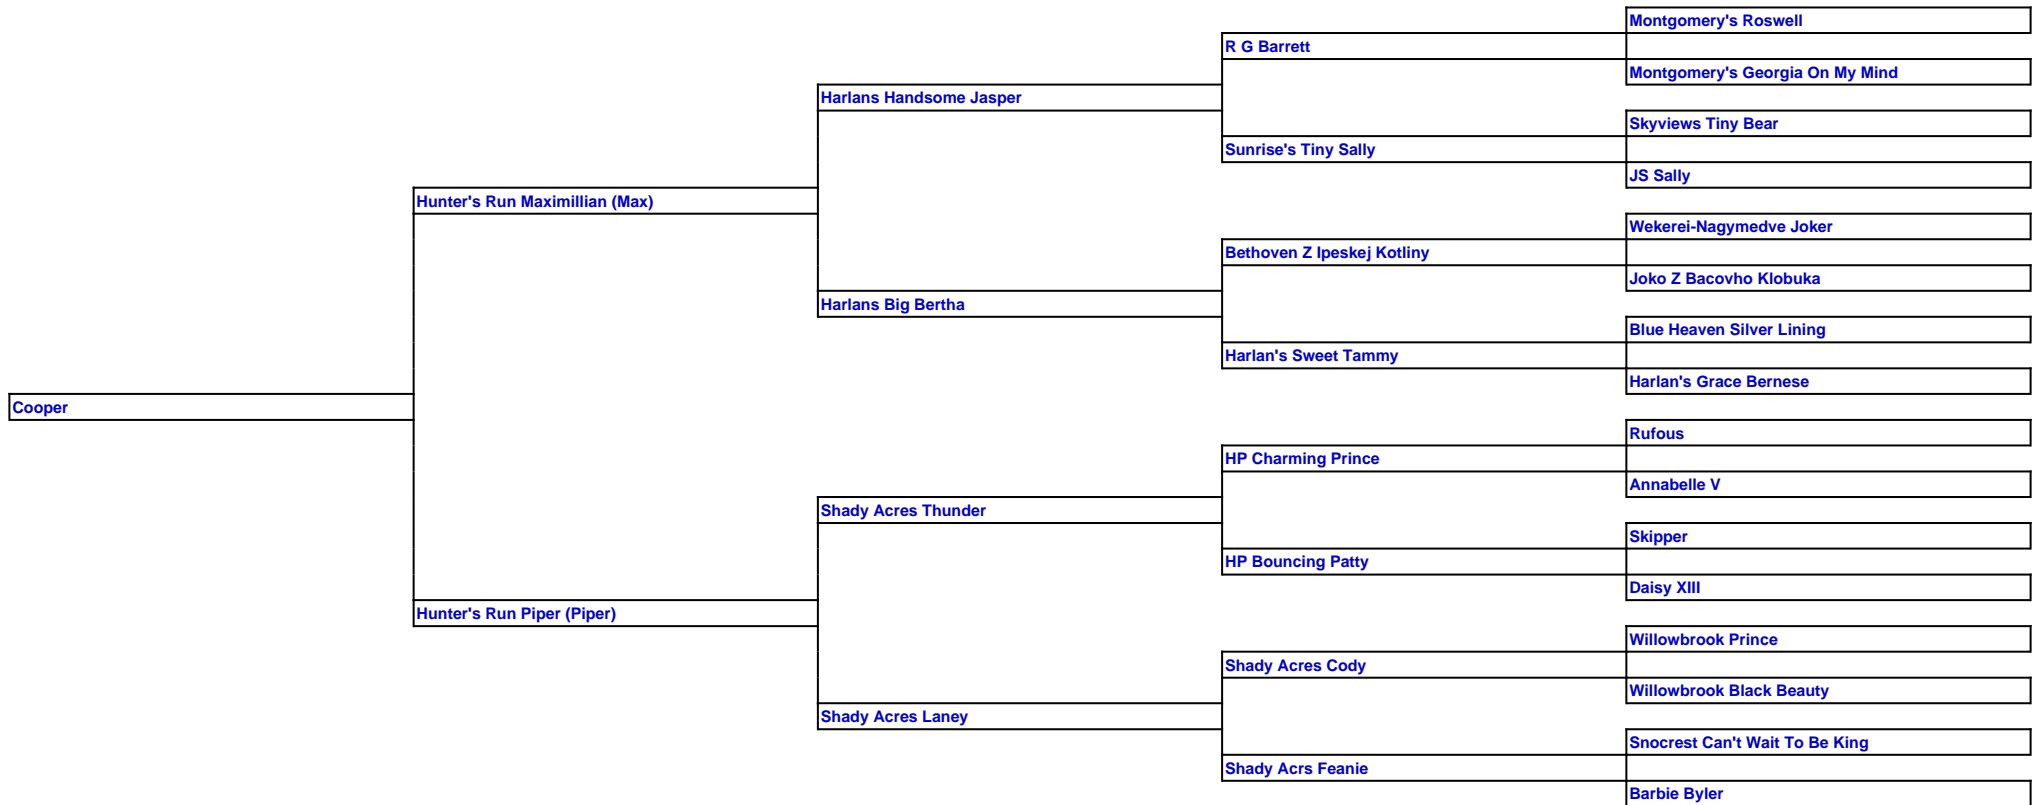 Montgomery's Roswell
R G Barrett
Montgomery's Georgia On My Mind
Harlans Handsome Jasper
Skyviews Tiny Bear
Sunrise's Tiny Sally
JS Sally
Hunter's Run Maximillian (Max)
Wekerei-Nagymedve Joker
Bethoven Z Ipeskej Kotliny
Joko Z Bacovho Klobuka
Harlans Big Bertha
Blue Heaven Silver Lining
Harlan's Sweet Tammy
Harlan's Grace Bernese
Cooper
Rufous
HP Charming Prince
Annabelle V
Shady Acres Thunder
Skipper
HP Bouncing Patty
Daisy XIII
Hunter's Run Piper (Piper)
Willowbrook Prince
Shady Acres Cody
Willowbrook Black Beauty
Shady Acres Laney
Snocrest Can't Wait To Be King
Shady Acrs Feanie
Barbie Byler